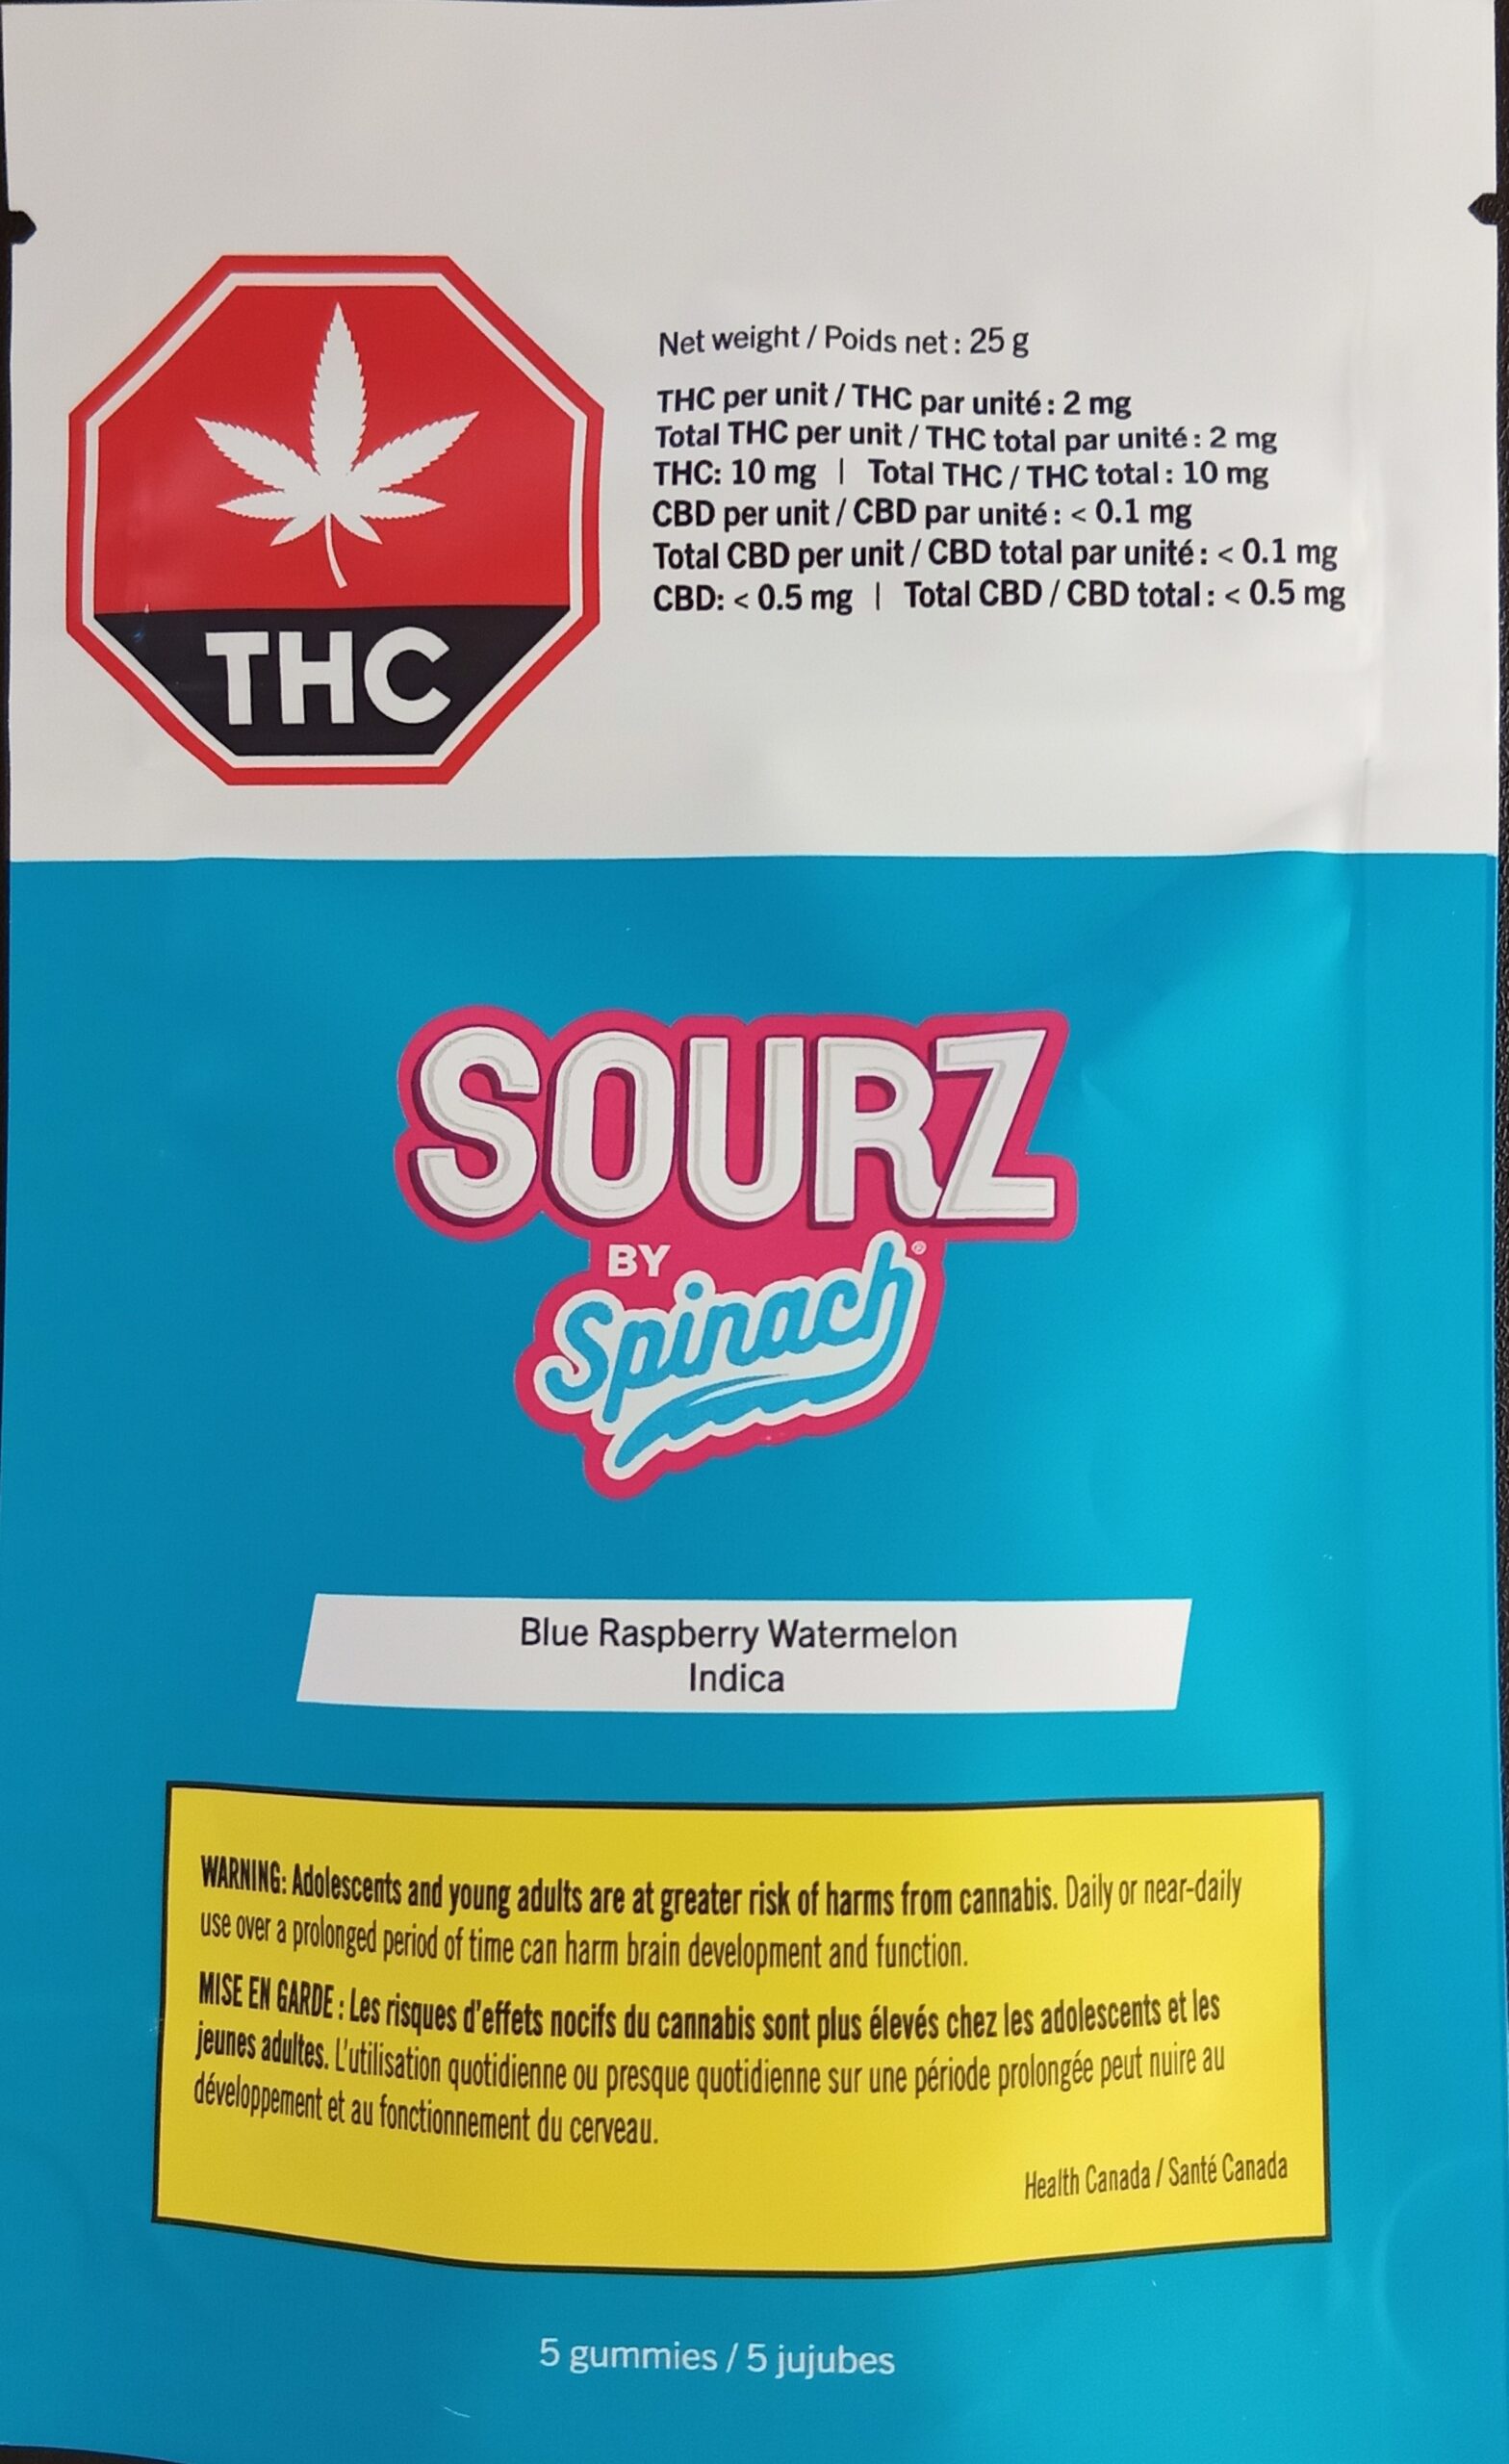 Net weight / Poids net : 25 g
THC per unit / THC par unité : 2 mg
Total THC per unit / THC total par unité : 2 mg
THC: 10 mg | Total THC / THC total : 10 mg
CBD per unit / CBD par unité : < 0.1 mg
Total CBD per unit / CBD total par unité : < 0.1 mg
CBD: < 0.5 mg | Total CBD / CBD total : < 0.5 mg
THC
SOURZ
BY
Spinach®
Blue Raspberry Watermelon
Indica
WARNING: Adolescents and young adults are at greater risk of harms from cannabis. Daily or near-daily
use over a prolonged period of time can harm brain development and function.
MISE EN GARDE : Les risques d'effets nocifs du cannabis sont plus élevés chez les adolescents et les
jeunes adultes. L'utilisation quotidienne ou presque quotidienne sur une période prolongée peut nuire au
développement et au fonctionnement du cerveau.
Health Canada / Santé Canada
5 gummies / 5 jujubes